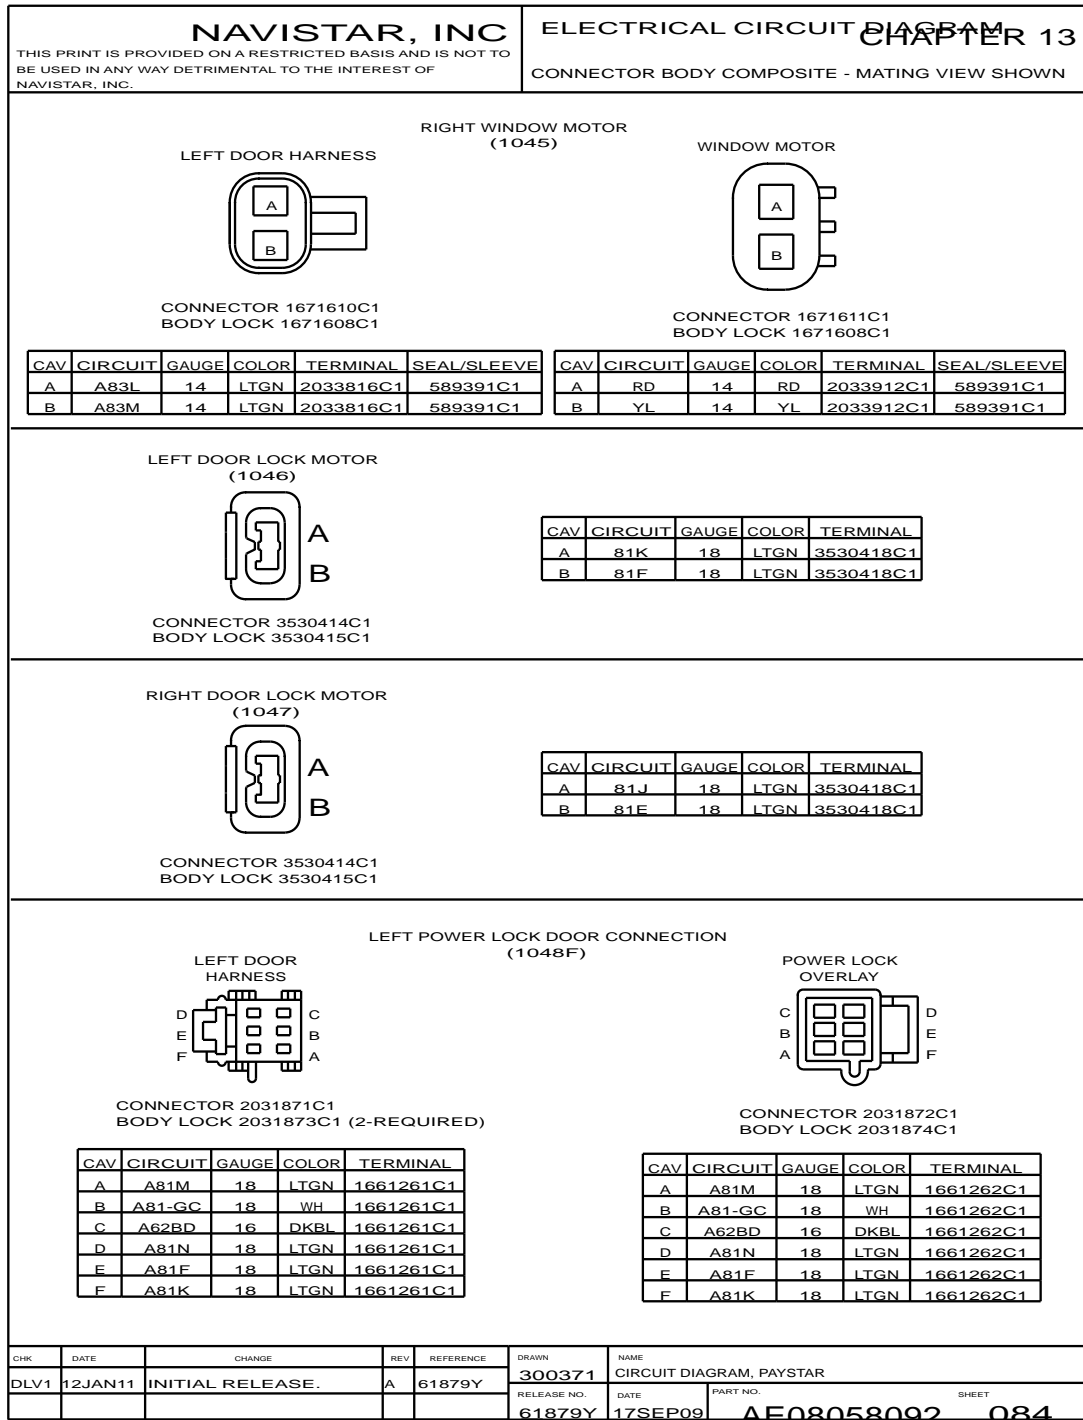 NAVISTAR, INC
THIS PRINT IS PROVIDED ON A RESTRICTED BASIS AND IS NOT TO
BE USED IN ANY WAY DETRIMENTAL TO THE INTEREST OF
NAVISTAR, INC.
ELECTRICAL CIRCUIT DIAGRAM
CHAPTER 13
CONNECTOR BODY COMPOSITE - MATING VIEW SHOWN
RIGHT WINDOW MOTOR
(1045)
LEFT DOOR HARNESS
A
B
CONNECTOR 1671610C1
BODY LOCK 1671608C1
WINDOW MOTOR
A
B
CONNECTOR 1671611C1
BODY LOCK 1671608C1
CAV CIRCUIT GAUGE COLOR TERMINAL SEAL/SLEEVE
A A83L 14 LTGN 2033816C1 589391C1
B A83M 14 LTGN 2033816C1 589391C1
CAV CIRCUIT GAUGE COLOR TERMINAL SEAL/SLEEVE
A RD 14 RD 2033912C1 589391C1
B YL 14 YL 2033912C1 589391C1
LEFT DOOR LOCK MOTOR
(1046)
A
B
CONNECTOR 3530414C1
BODY LOCK 3530415C1
CAV CIRCUIT GAUGE COLOR TERMINAL
A 81K 18 LTGN 3530418C1
B 81F 18 LTGN 3530418C1
RIGHT DOOR LOCK MOTOR
(1047)
A
B
CONNECTOR 3530414C1
BODY LOCK 3530415C1
CAV CIRCUIT GAUGE COLOR TERMINAL
A 81J 18 LTGN 3530418C1
B 81E 18 LTGN 3530418C1
LEFT POWER LOCK DOOR CONNECTION
(1048F)
LEFT DOOR
HARNESS
D C
E B
F A
CONNECTOR 2031871C1
BODY LOCK 2031873C1 (2-REQUIRED)
POWER LOCK
OVERLAY
C D
B E
A F
CONNECTOR 2031872C1
BODY LOCK 2031874C1
CAV CIRCUIT GAUGE COLOR TERMINAL
A A81M 18 LTGN 1661261C1
B A81-GC 18 WH 1661261C1
C A62BD 16 DKBL 1661261C1
D A81N 18 LTGN 1661261C1
E A81F 18 LTGN 1661261C1
F A81K 18 LTGN 1661261C1
CAV CIRCUIT GAUGE COLOR TERMINAL
A A81M 18 LTGN 1661262C1
B A81-GC 18 WH 1661262C1
C A62BD 16 DKBL 1661262C1
D A81N 18 LTGN 1661262C1
E A81F 18 LTGN 1661262C1
F A81K 18 LTGN 1661262C1
CHK DATE CHANGE REV REFERENCE
DLV1 12JAN11 INITIAL RELEASE. A 61879Y
DRAWN
300371
NAME
CIRCUIT DIAGRAM, PAYSTAR
RELEASE NO.
61879Y
DATE
17SEP09
PART NO.
AE08058092
SHEET
084